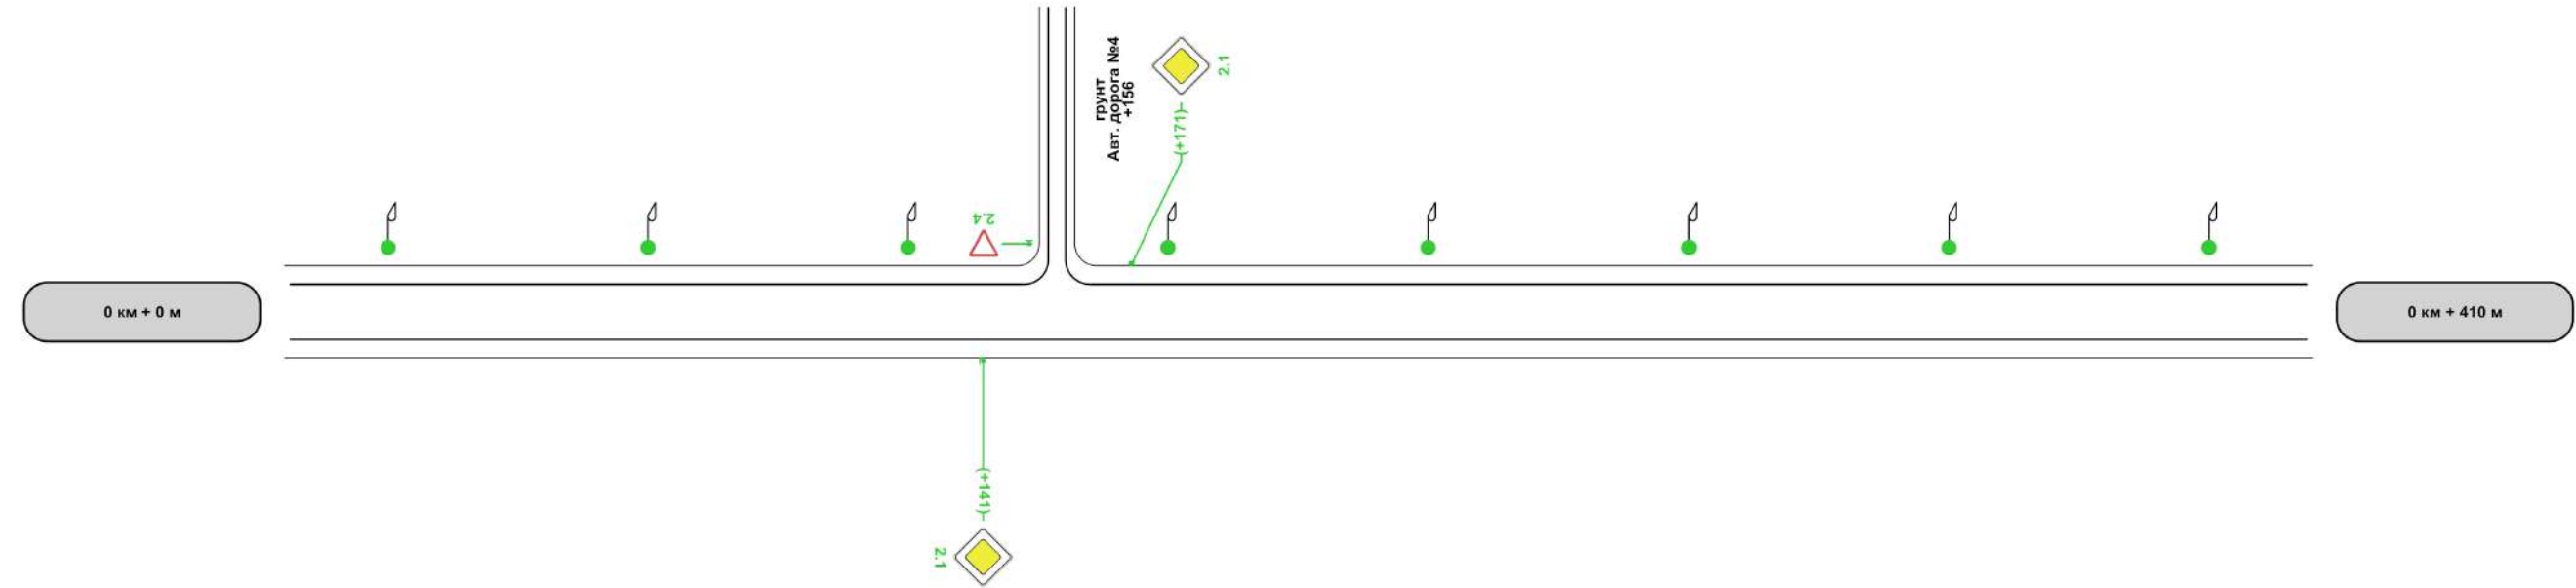 грунт
Авт. дорога №4
+156
2.1
(+171)
2.4
0 км + 0 м
0 км + 410 м
(+141)
2.1